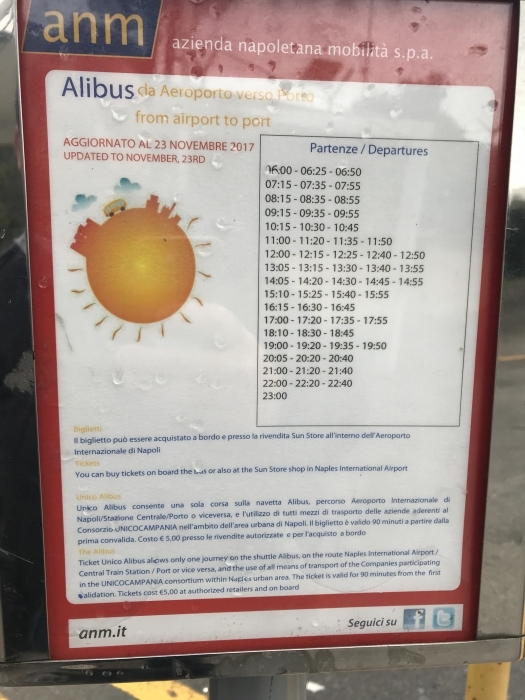 anm
azienda napoletana mobilità s.p.a.
Alibus da Aeroporto verso Porto
from airport to port
AGGIORNATO AL 23 NOVEMBRE 2017
UPDATED TO NOVEMBER, 23RD
Partenze / Departures
06:00 - 06:25 - 06:50
07:15 - 07:35 - 07:55
08:15 - 08:35 - 08:55
09:15 - 09:35 - 09:55
10:15 - 10:30 - 10:45
11:00 - 11:20 - 11:35 - 11:50
12:00 - 12:15 - 12:25 - 12:40 - 12:50
13:05 - 13:15 - 13:30 - 13:40 - 13:55
14:05 - 14:20 - 14:30 - 14:45 - 14:55
15:10 - 15:25 - 15:40 - 15:55
16:15 - 16:30 - 16:45
17:00 - 17:20 - 17:35 - 17:55
18:10 - 18:30 - 18:45
19:00 - 19:20 - 19:35 - 19:50
20:05 - 20:20 - 20:40
21:00 - 21:20 - 21:40
22:00 - 22:20 - 22:40
23:00
Biglietti
Il biglietto può essere acquistato a bordo e presso la rivendita Sun Store all'interno dell'Aeroporto
Internazionale di Napoli
Tickets
You can buy tickets on board the bus or also at the Sun Store shop in Naples International Airport
Unico Alibus
Unico Alibus consente una sola corsa sulla navetta Alibus, percorso Aeroporto Internazionale di
Napoli/Stazione Centrale/Porto o viceversa, e l'utilizzo di tutti mezzi di trasporto delle aziende aderenti al
Consorzio UNICOCAMPANIA nell'ambito dell'area urbana di Napoli. Il biglietto è valido 90 minuti a partire dalla
prima convalida. Costo € 5,00 presso le rivendite autorizzate e per l'acquisto a bordo
The Alibus
Ticket Unico Alibus allows only one journey on the shuttle Alibus, on the route Naples International Airport /
Central Train Station / Port or vice versa, and the use of all means of transport of the Companies participating
in the UNICOCAMPANIA consortium within Naples urban area. The ticket is valid for 90 minutes from the first
validation. Tickets cost €5,00 at authorized retailers and on board
anm.it
Seguici su